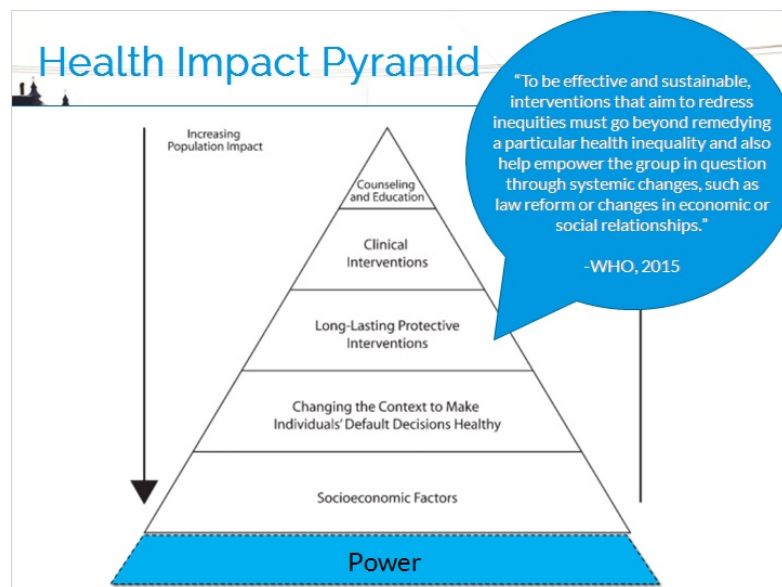 Health Impact Pyramid
Increasing
Population Impact
Counseling
and Education
Clinical
Interventions
Long-Lasting Protective
Interventions
Changing the Context to Make
Individuals’ Default Decisions Healthy
Socioeconomic Factors
Power
“To be effective and sustainable,
interventions that aim to redress
inequities must go beyond remedying
a particular health inequality and also
help empower the group in question
through systemic changes, such as
law reform or changes in economic or
social relationships.”
-WHO, 2015